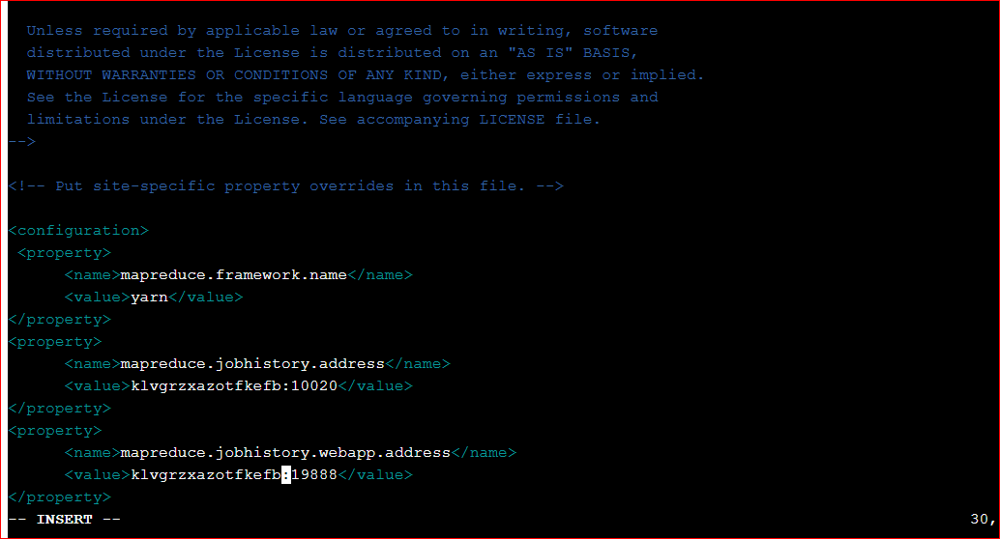 Unless required by applicable law or agreed to in writing, software
distributed under the License is distributed on an "AS IS" BASIS,
WITHOUT WARRANTIES OR CONDITIONS OF ANY KIND, either express or implied.
See the License for the specific language governing permissions and
limitations under the License. See accompanying LICENSE file.
-->
<!-- Put site-specific property overrides in this file. -->
<configuration>
<property>
<name>mapreduce.framework.name</name>
<value>yarn</value>
</property>
<property>
<name>mapreduce.jobhistory.address</name>
<value>klvgrzxazotfkefb:10020</value>
</property>
<property>
<name>mapreduce.jobhistory.webapp.address</name>
<value>klvgrzxazotfkefb:19888</value>
</property>
-- INSERT -- 30,